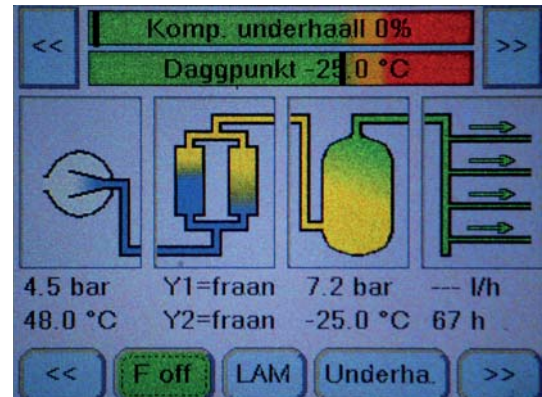 << Komp. underhaall 0% >>
Daggpunkt -25.0 °C
4.5 bar Y1=fraan 7.2 bar --- l/h
48.0 °C Y2=fraan -25.0 °C 67 h
<< F off LAM Underha. >>